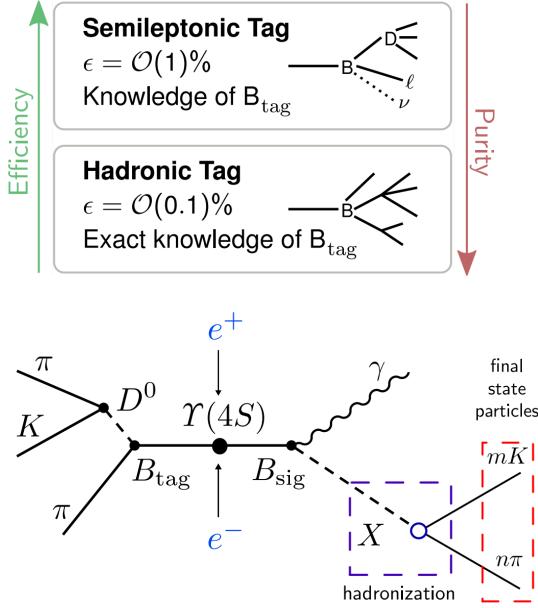 Efficiency
Semileptonic Tag
ϵ = 𝒪(1)%
Knowledge of B_tag
B
D
ℓ
ν
Purity
Hadronic Tag
ϵ = 𝒪(0.1)%
Exact knowledge of B_tag
B
e⁺
π
K
D⁰
ϒ(4S)
γ
final
state
particles
B_tag
B_sig
π
mK
X
nπ
e⁻
hadronization